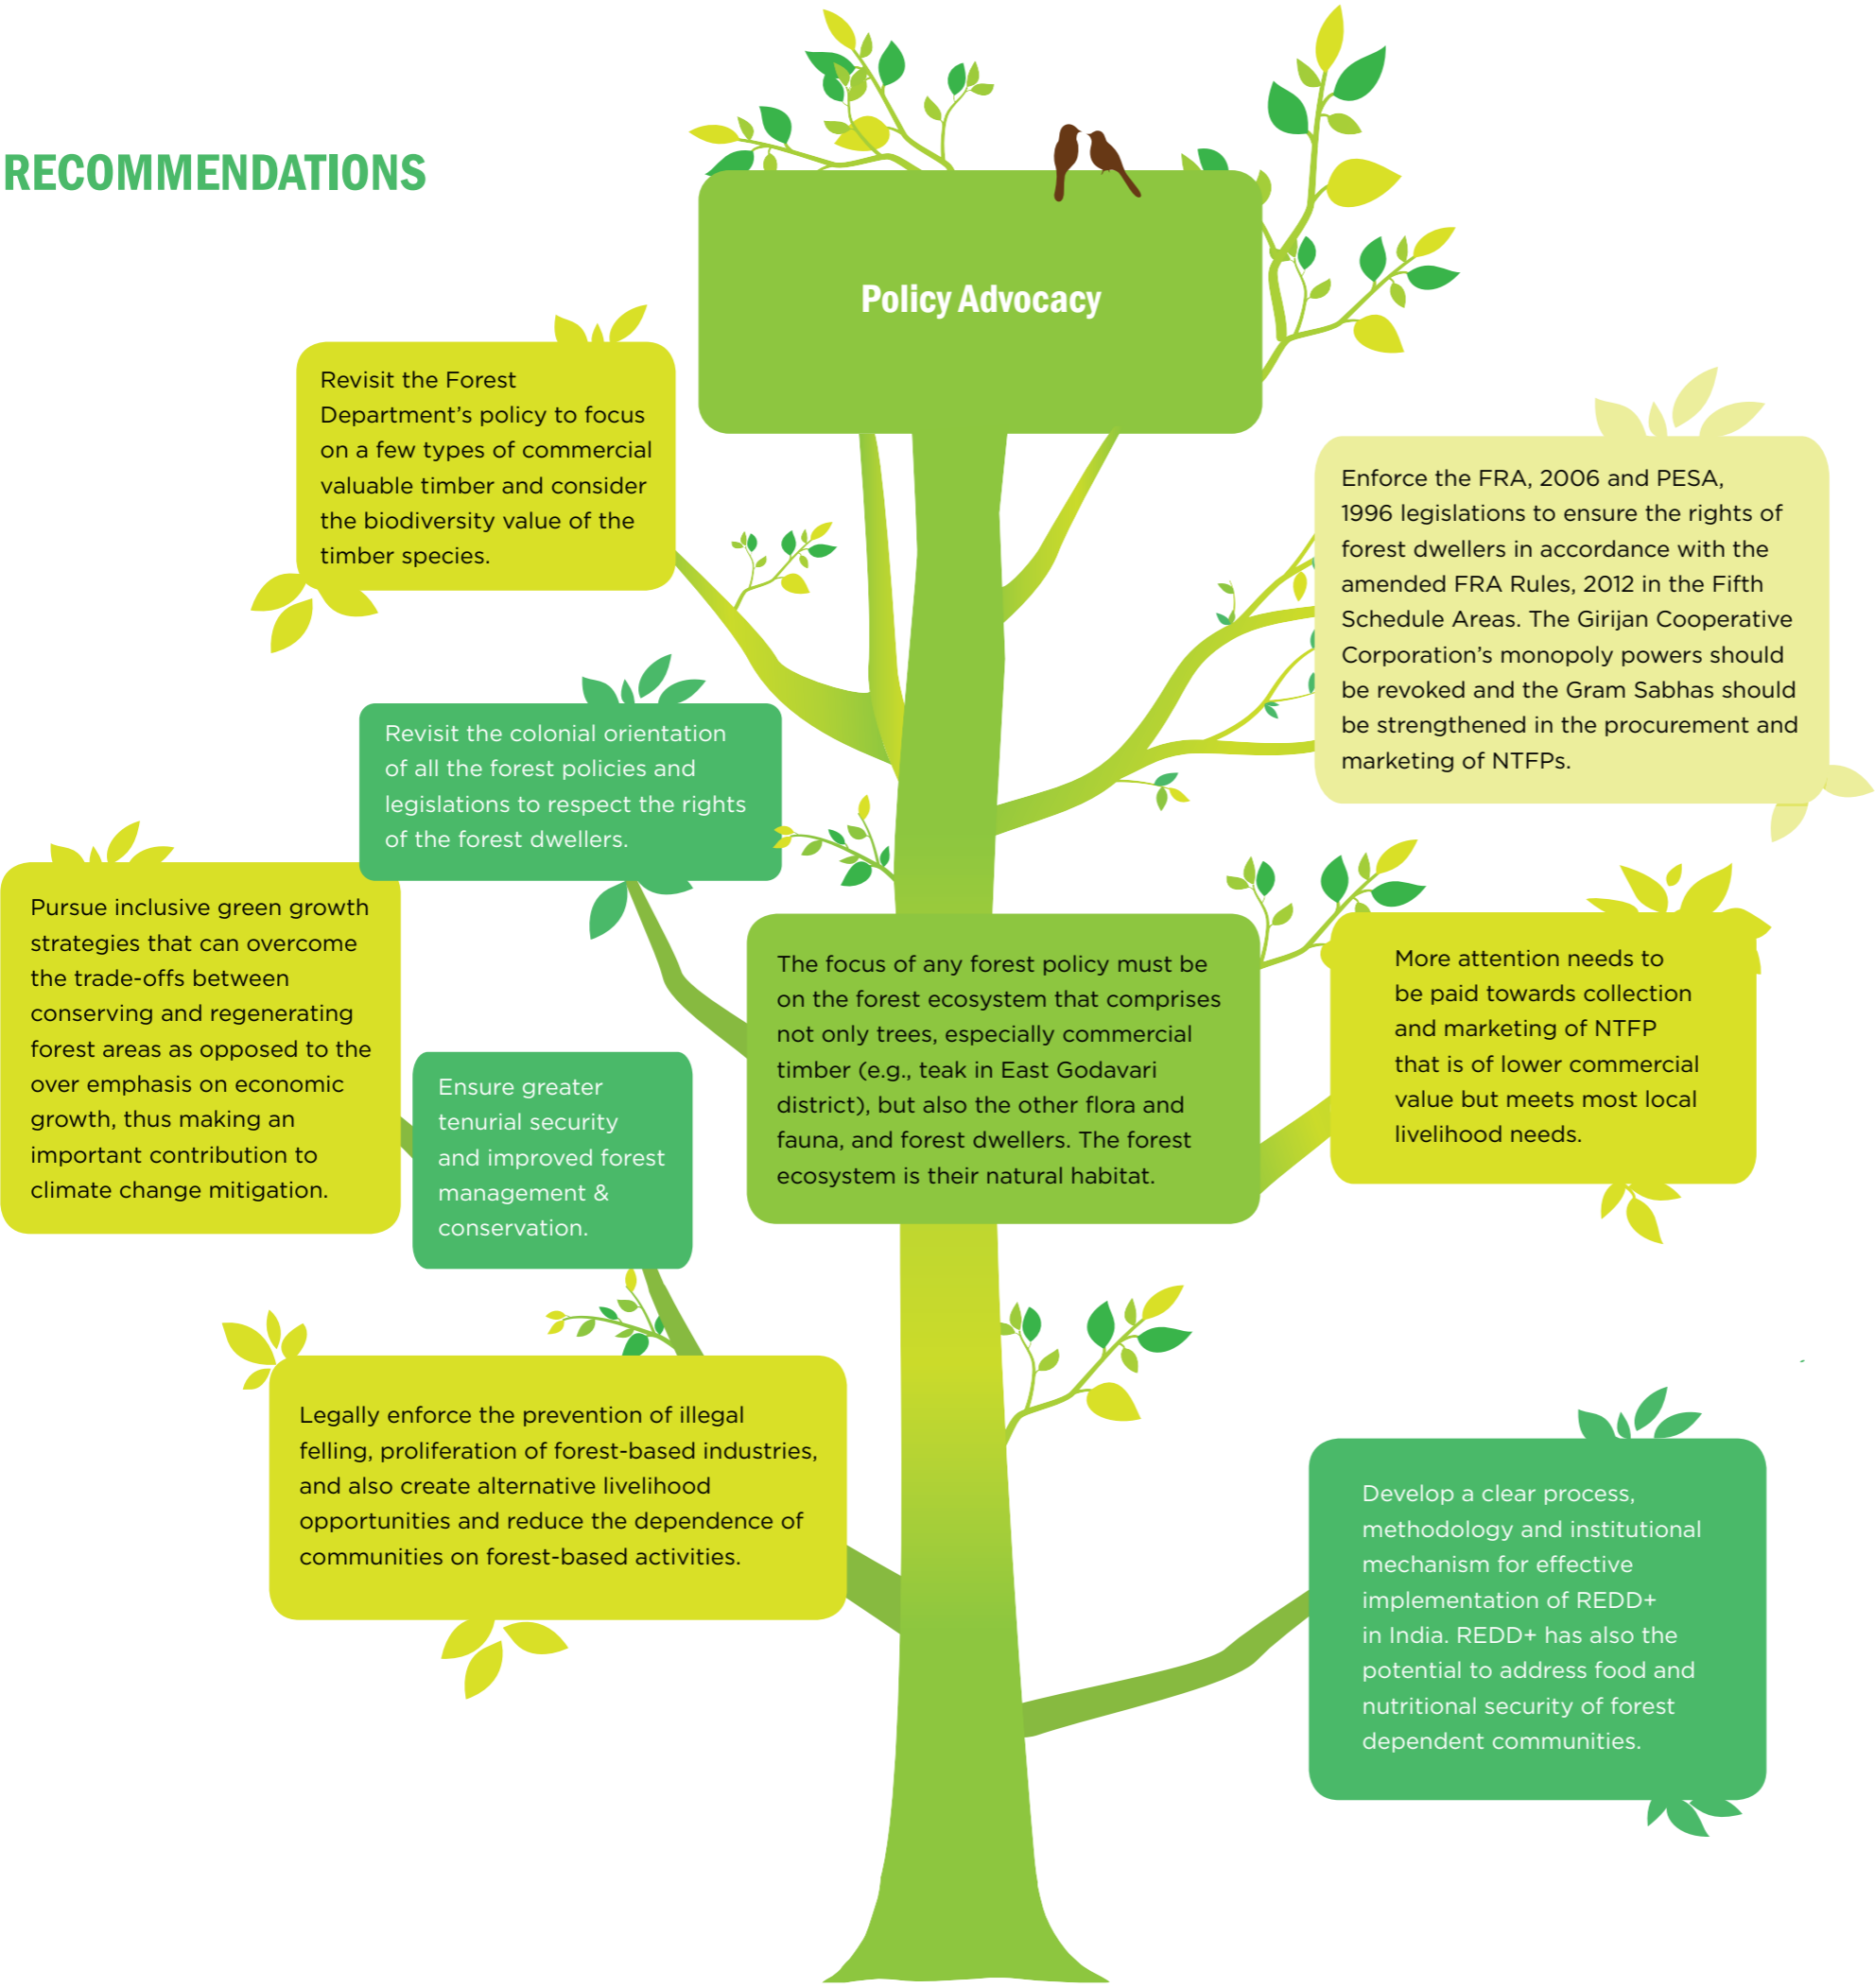 RECOMMENDATIONS
Policy Advocacy
Revisit the Forest
Department’s policy to focus
on a few types of commercial
valuable timber and consider
the biodiversity value of the
timber species.
Enforce the FRA, 2006 and PESA,
1996 legislations to ensure the rights of
forest dwellers in accordance with the
amended FRA Rules, 2012 in the Fifth
Schedule Areas. The Girijan Cooperative
Corporation’s monopoly powers should
be revoked and the Gram Sabhas should
be strengthened in the procurement and
marketing of NTFPs.
Revisit the colonial orientation
of all the forest policies and
legislations to respect the rights
of the forest dwellers.
Pursue inclusive green growth
strategies that can overcome
the trade-offs between
conserving and regenerating
forest areas as opposed to the
over emphasis on economic
growth, thus making an
important contribution to
climate change mitigation.
Ensure greater
tenurial security
and improved forest
management &
conservation.
The focus of any forest policy must be
on the forest ecosystem that comprises
not only trees, especially commercial
timber (e.g., teak in East Godavari
district), but also the other flora and
fauna, and forest dwellers. The forest
ecosystem is their natural habitat.
More attention needs to
be paid towards collection
and marketing of NTFP
that is of lower commercial
value but meets most local
livelihood needs.
Legally enforce the prevention of illegal
felling, proliferation of forest-based industries,
and also create alternative livelihood
opportunities and reduce the dependence of
communities on forest-based activities.
Develop a clear process,
methodology and institutional
mechanism for effective
implementation of REDD+
in India. REDD+ has also the
potential to address food and
nutritional security of forest
dependent communities.